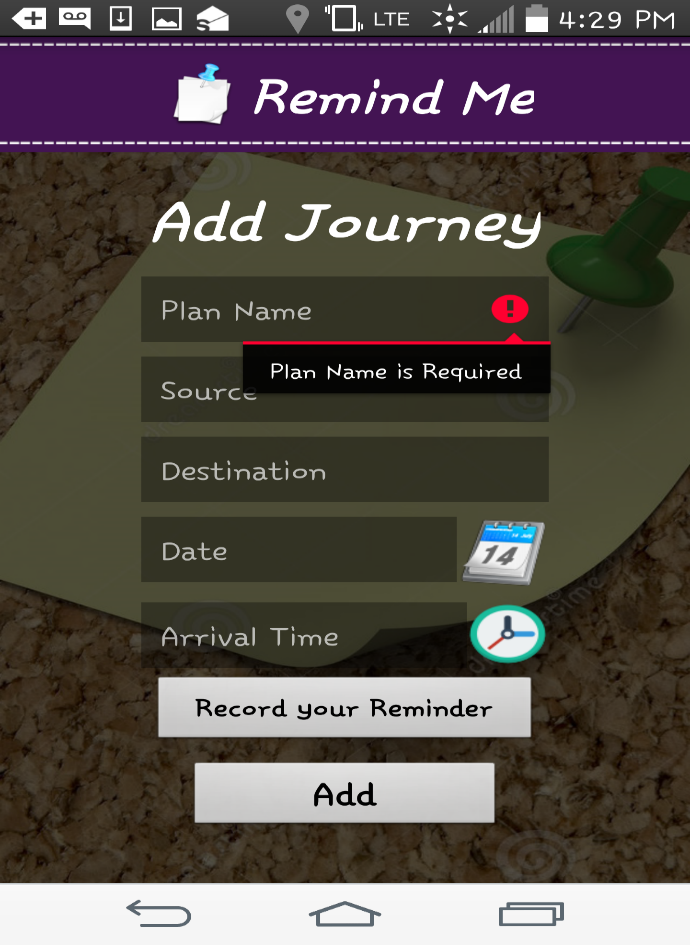 LTE 4:29 PM
Remind Me
Add Journey
Plan Name
Plan Name is Required
Source
Destination
Date
14
Arrival Time
Record your Reminder
Add